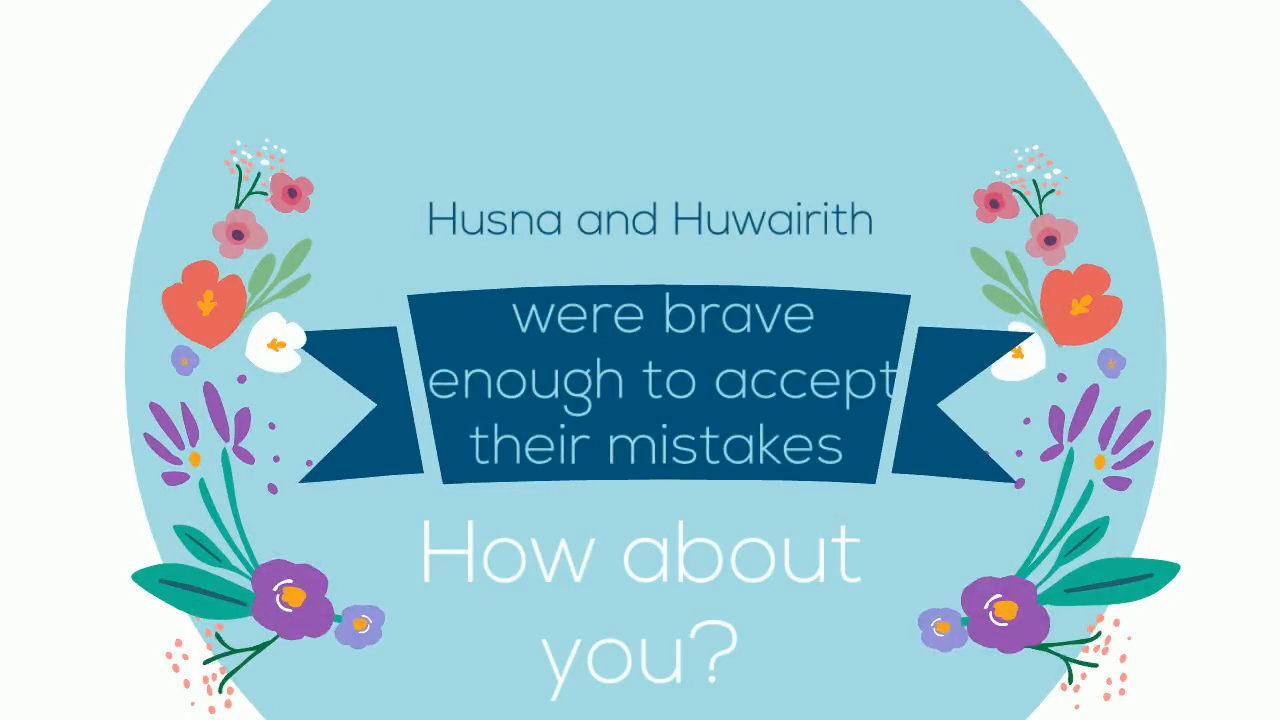 Husna and Huwairith
were brave
enough to accept
their mistakes
How about
you?